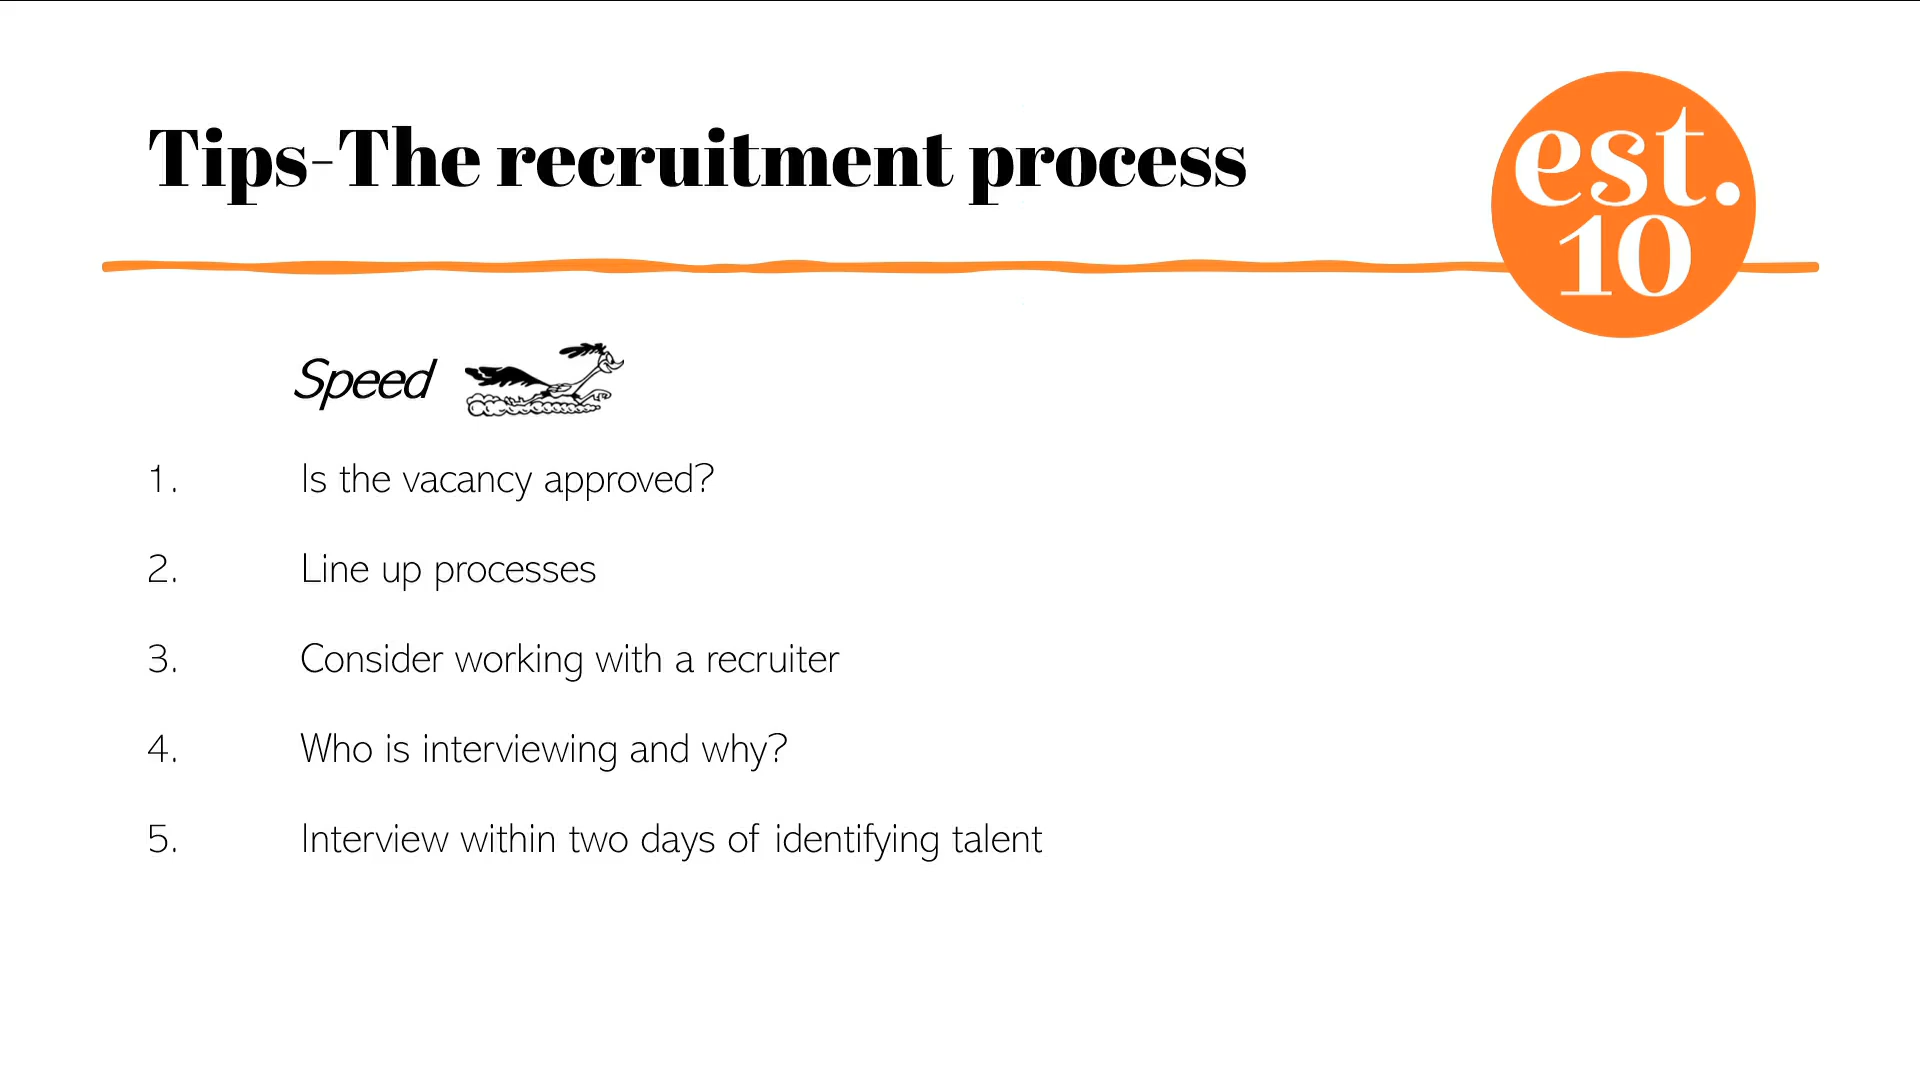 Tips-The recruitment process
est.
10
Speed
1. Is the vacancy approved?
2. Line up processes
3. Consider working with a recruiter
4. Who is interviewing and why?
5. Interview within two days of identifying talent